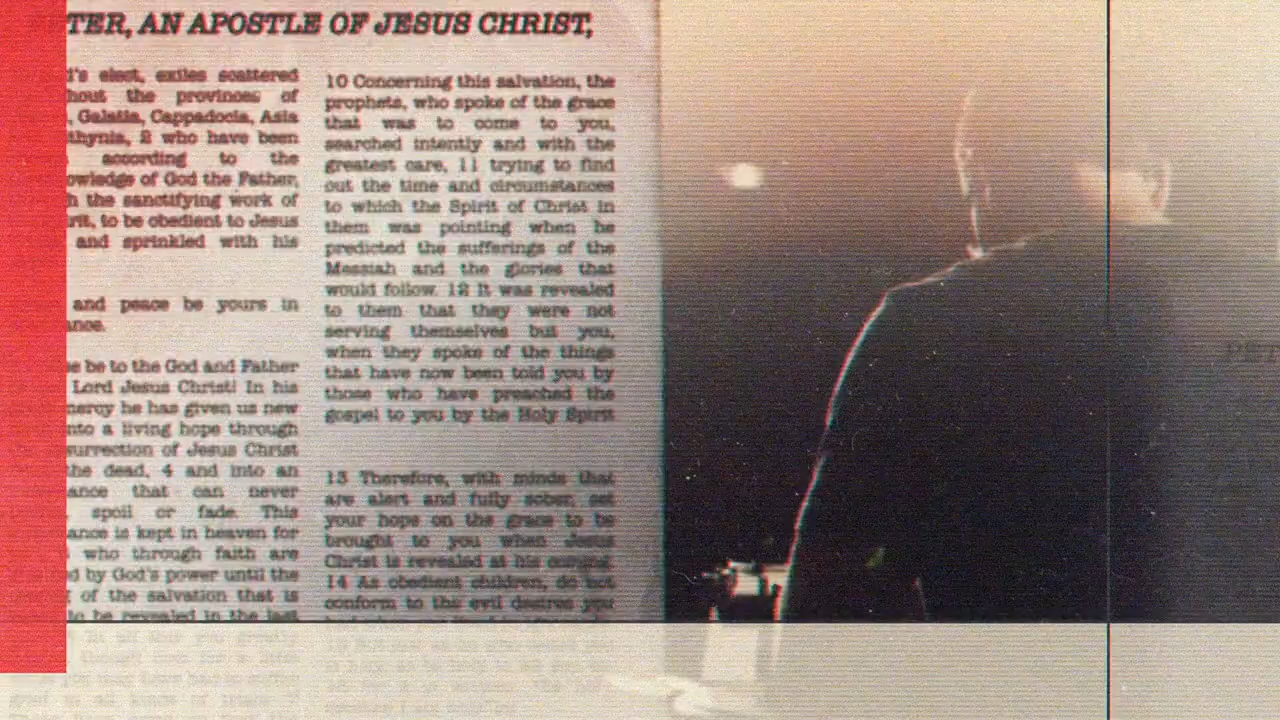 TER, AN APOSTLE OF JESUS CHRIST,
d's elect, exiles scattered
hout the provinces of
, Galatia, Cappadocia, Asia
thynia, 2 who have been
according to the
owledge of God the Father,
h the sanctifying work of
rit, to be obedient to Jesus
and sprinkled with his
and peace be yours in
ance.
e be to the God and Father
Lord Jesus Christ! In his
mercy he has given us new
nto a living hope through
surrection of Jesus Christ
he dead, 4 and into an
ance that can never
spoil or fade. This
ance is kept in heaven for
who through faith are
d by God's power until the
of the salvation that is
to be revealed in the last
10 Concerning this salvation, the
prophets, who spoke of the grace
that was to come to you,
searched intently and with the
greatest care, 11 trying to find
out the time and circumstances
to which the Spirit of Christ in
them was pointing when he
predicted the sufferings of the
Messiah and the glories that
would follow. 12 It was revealed
to them that they were not
serving themselves but you,
when they spoke of the things
that have now been told you by
those who have preached the
gospel to you by the Holy Spirit
13 Therefore, with minds that
are alert and fully sober, set
your hope on the grace to be
brought to you when Jesus
Christ is revealed at his coming.
14 As obedient children, do not
conform to the evil desires you